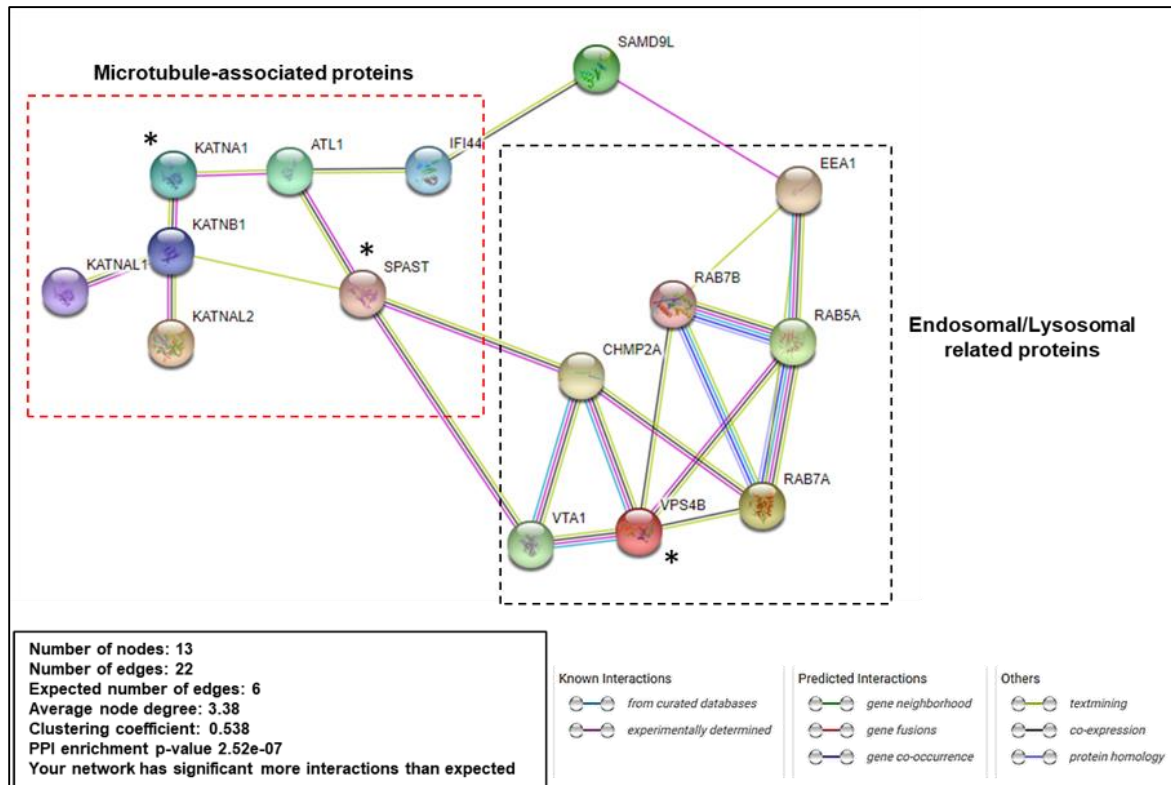 SAMD9L
Microtubule-associated proteins
*
KATNA1
ATL1
IFI44
EEA1
KATNB1
*
KATNAL1
SPAST
RAB7B
RAB5A
KATNAL2
Endosomal/Lysosomal
related proteins
CHMP2A
RAB7A
VTA1
VPS4B
*
Number of nodes: 13
Number of edges: 22
Expected number of edges: 6
Average node degree: 3.38
Clustering coefficient: 0.538
PPI enrichment p-value 2.52e-07
Your network has significant more interactions than expected
Known Interactions
from curated databases
experimentally determined
Predicted Interactions
gene neighborhood
gene fusions
gene co-occurrence
Others
textmining
co-expression
protein homology